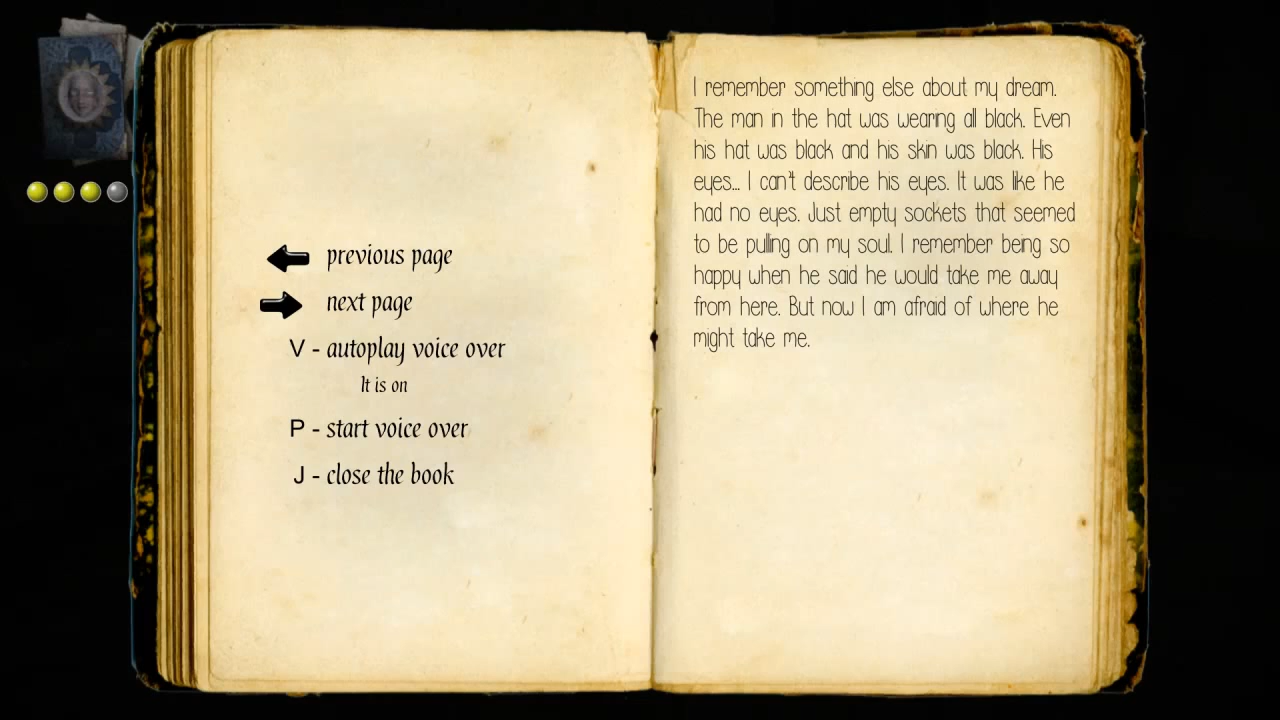 previous page
next page
V - autoplay voice over
It is on
P - start voice over
J - close the book
I remember something else about my dream.
The man in the hat was wearing all black. Even
his hat was black and his skin was black. His
eyes... I can't describe his eyes. It was like he
had no eyes. Just empty sockets that seemed
to be pulling on my soul. I remember being so
happy when he said he would take me away
from here. But now I am afraid of where he
might take me.